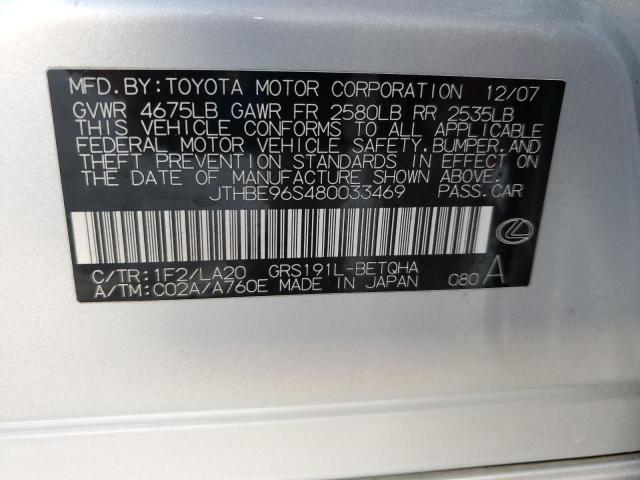 MFD.BY:TOYOTA MOTOR CORPORATION 12/07
GVWR 4675LB GAWR FR 2580LB RR 2535LB
THIS VEHICLE CONFORMS TO ALL APPLICABLE
FEDERAL MOTOR VEHICLE SAFETY,BUMPER,AND
THEFT PREVENTION STANDARDS IN EFFECT ON
THE DATE OF MANUFACTURE SHOWN ABOVE.
JTHBE96S480033469 PASS.CAR
C/TR:1F2/LA20 GRS191L-BETQHA
A/TM:C02A/A760E MADE IN JAPAN 080 A